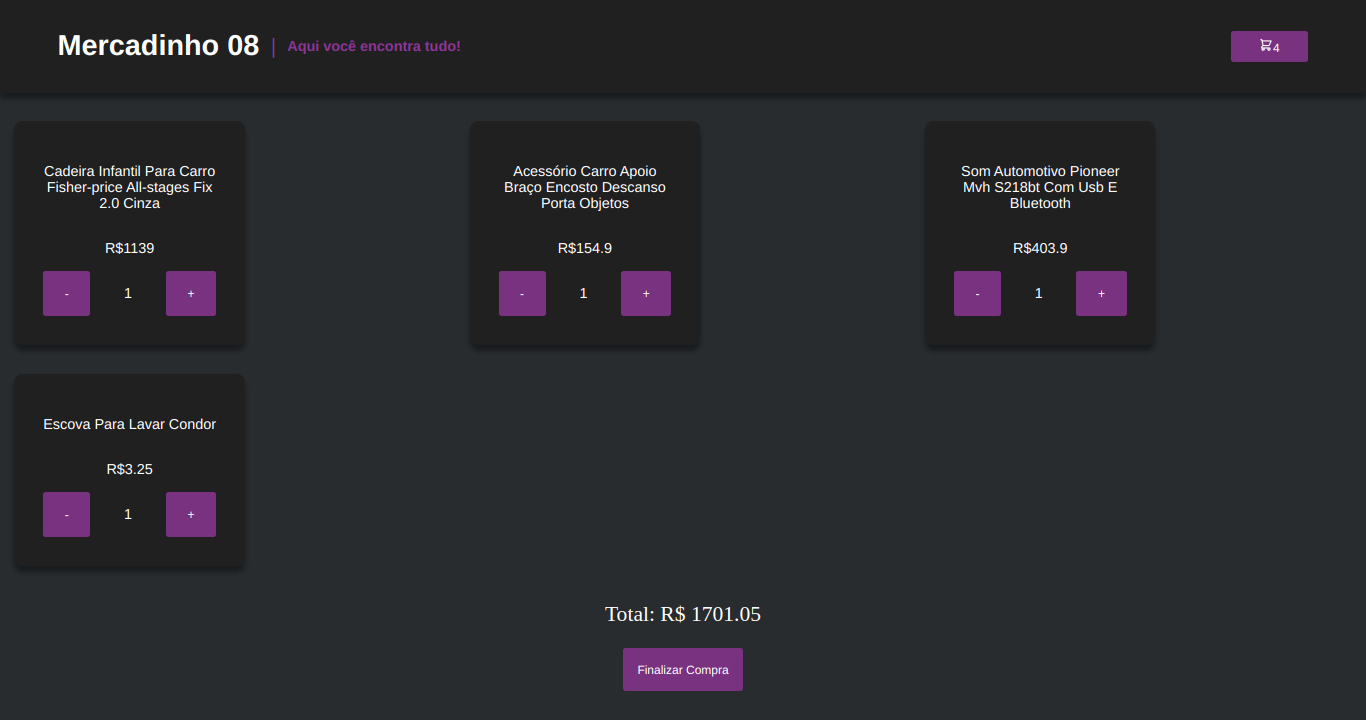 Mercadinho 08 | Aqui você encontra tudo! 4
Cadeira Infantil Para Carro
Fisher-price All-stages Fix
2.0 Cinza
R$1139
- 1 +
Acessório Carro Apoio
Braço Encosto Descanso
Porta Objetos
R$154.9
- 1 +
Som Automotivo Pioneer
Mvh S218bt Com Usb E
Bluetooth
R$403.9
- 1 +
Escova Para Lavar Condor
R$3.25
- 1 +
Total: R$ 1701.05
Finalizar Compra